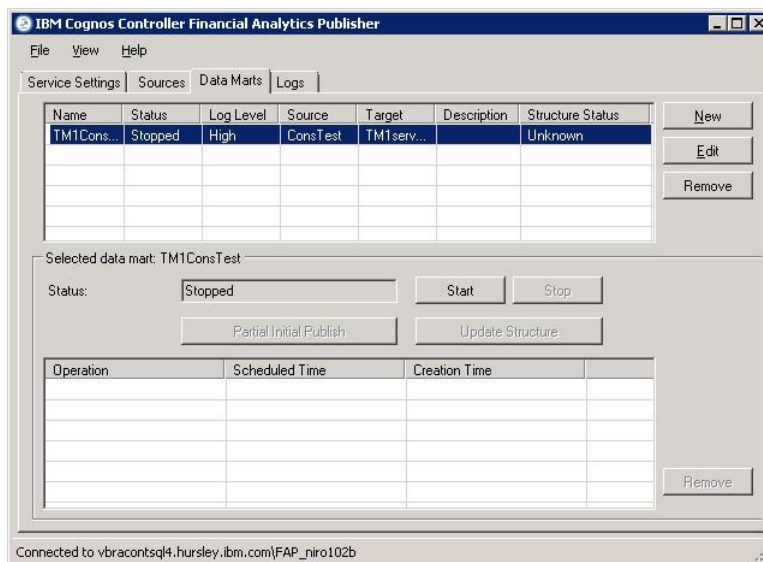 IBM Cognos Controller Financial Analytics Publisher
File View Help
Service Settings Sources Data Marts Logs
Name Status Log Level Source Target Description Structure Status
TM1Cons... Stopped High ConsTest TM1serv... Unknown
New
Edit
Remove
Selected data mart: TM1ConsTest
Status: Stopped Start Stop
Partial Initial Publish Update Structure
Operation Scheduled Time Creation Time
Remove
Connected to vbracontsql4.hursley.ibm.com\FAP_niro102b